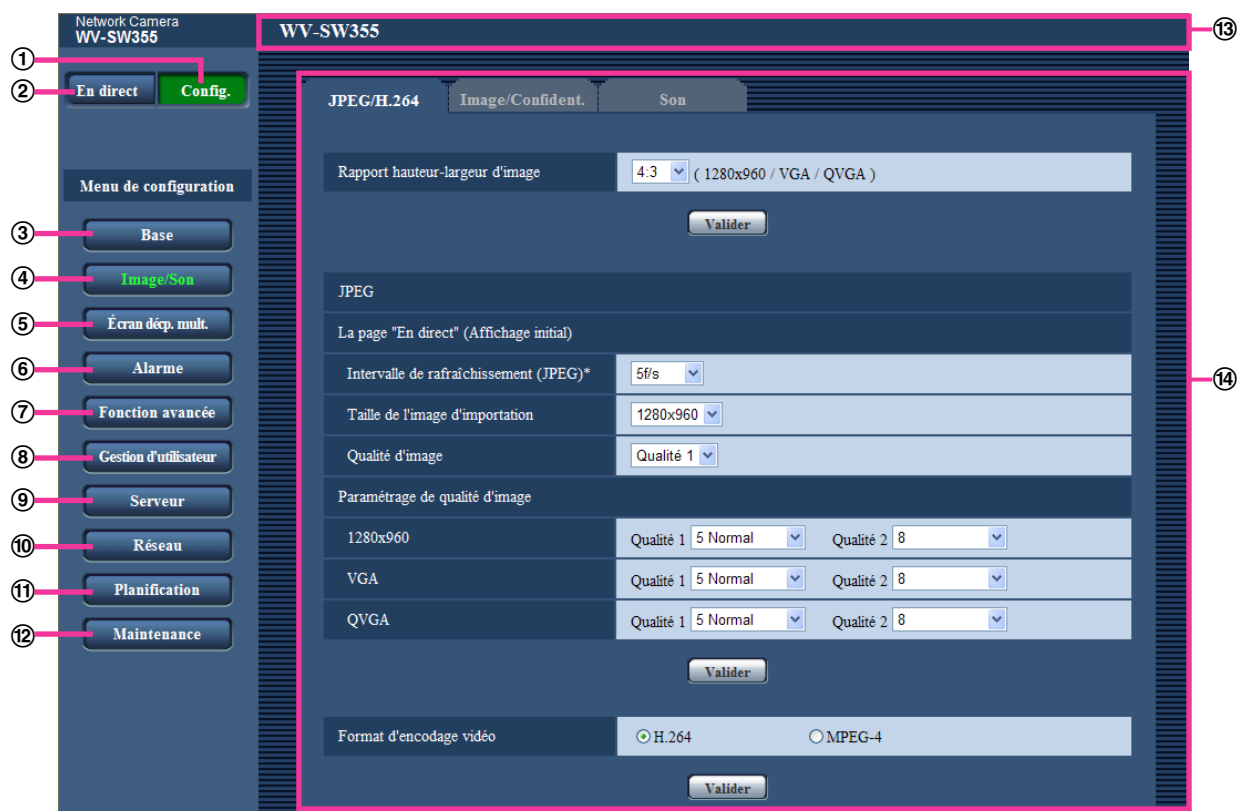 Network Camera
WV-SW355
WV-SW355
⑬
①
②
En direct
Config.
Menu de configuration
③
Base
④
Image/Son
⑤
Écran décp. mult.
⑥
Alarme
⑦
Fonction avancée
⑧
Gestion d'utilisateur
⑨
Serveur
⑩
Réseau
⑪
Planification
⑫
Maintenance
⑭
JPEG/H.264
Image/Confident.
Son
Rapport hauteur-largeur d'image
4:3 ( 1280x960 / VGA / QVGA )
Valider
JPEG
La page "En direct" (Affichage initial)
Intervalle de rafraîchissement (JPEG)*
5f/s
Taille de l'image d'importation
1280x960
Qualité d'image
Qualité 1
Paramétrage de qualité d'image
1280x960
Qualité 1 5 Normal Qualité 2 8
VGA
Qualité 1 5 Normal Qualité 2 8
QVGA
Qualité 1 5 Normal Qualité 2 8
Valider
Format d'encodage vidéo
H.264
MPEG-4
Valider